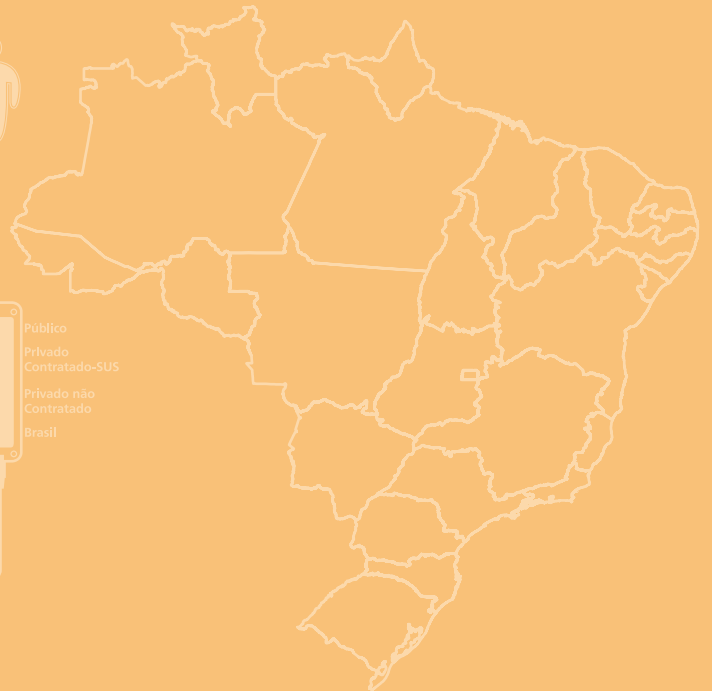 Público
Privado
Contratado-SUS
Privado não
Contratado
Brasil